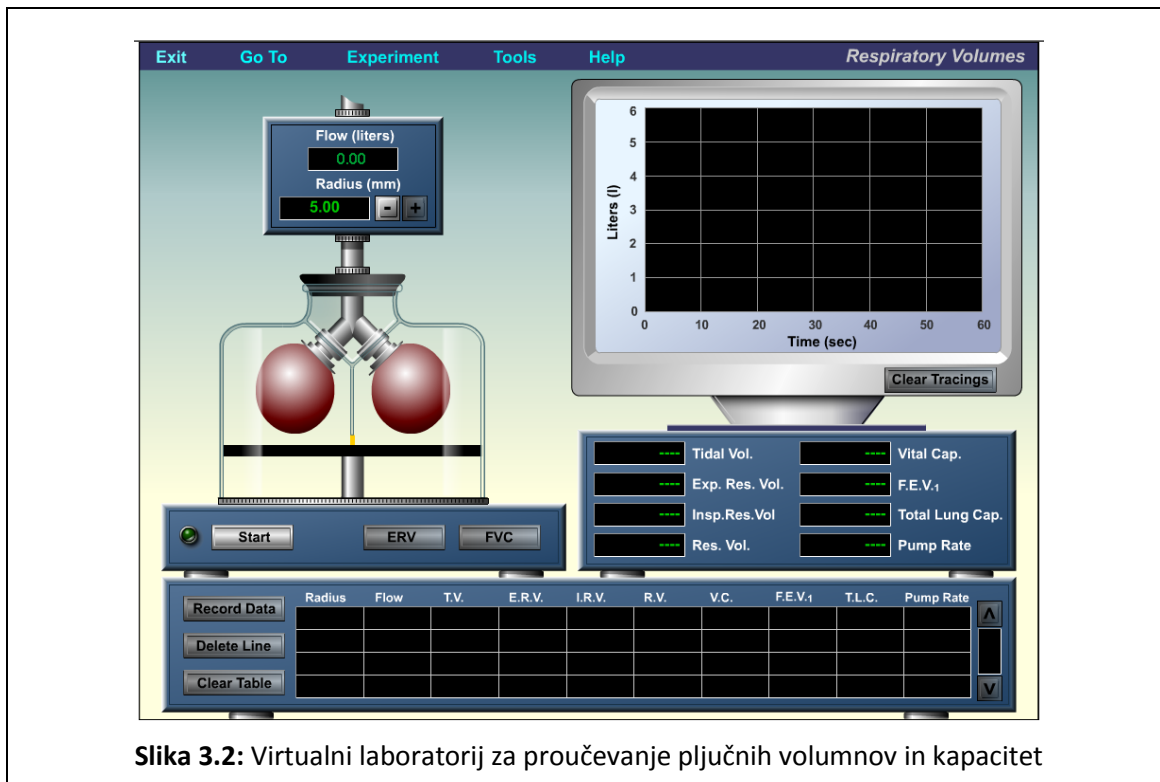 Exit Go To Experiment Tools Help Respiratory Volumes
Flow (liters)
0.00
Radius (mm)
5.00 - +
6
5
4
3
2
1
0
Liters (l)
0 10 20 30 40 50 60
Time (sec)
Clear Tracings
---- Tidal Vol. ---- Vital Cap.
---- Exp. Res. Vol. ---- F.E.V.1
---- Insp.Res.Vol ---- Total Lung Cap.
---- Res. Vol. ---- Pump Rate
Start ERV FVC
Radius Flow T.V. E.R.V. I.R.V. R.V. V.C. F.E.V.1 T.L.C. Pump Rate
Record Data
Delete Line
Clear Table
Slika 3.2: Virtualni laboratorij za proučevanje pljučnih volumnov in kapacitet